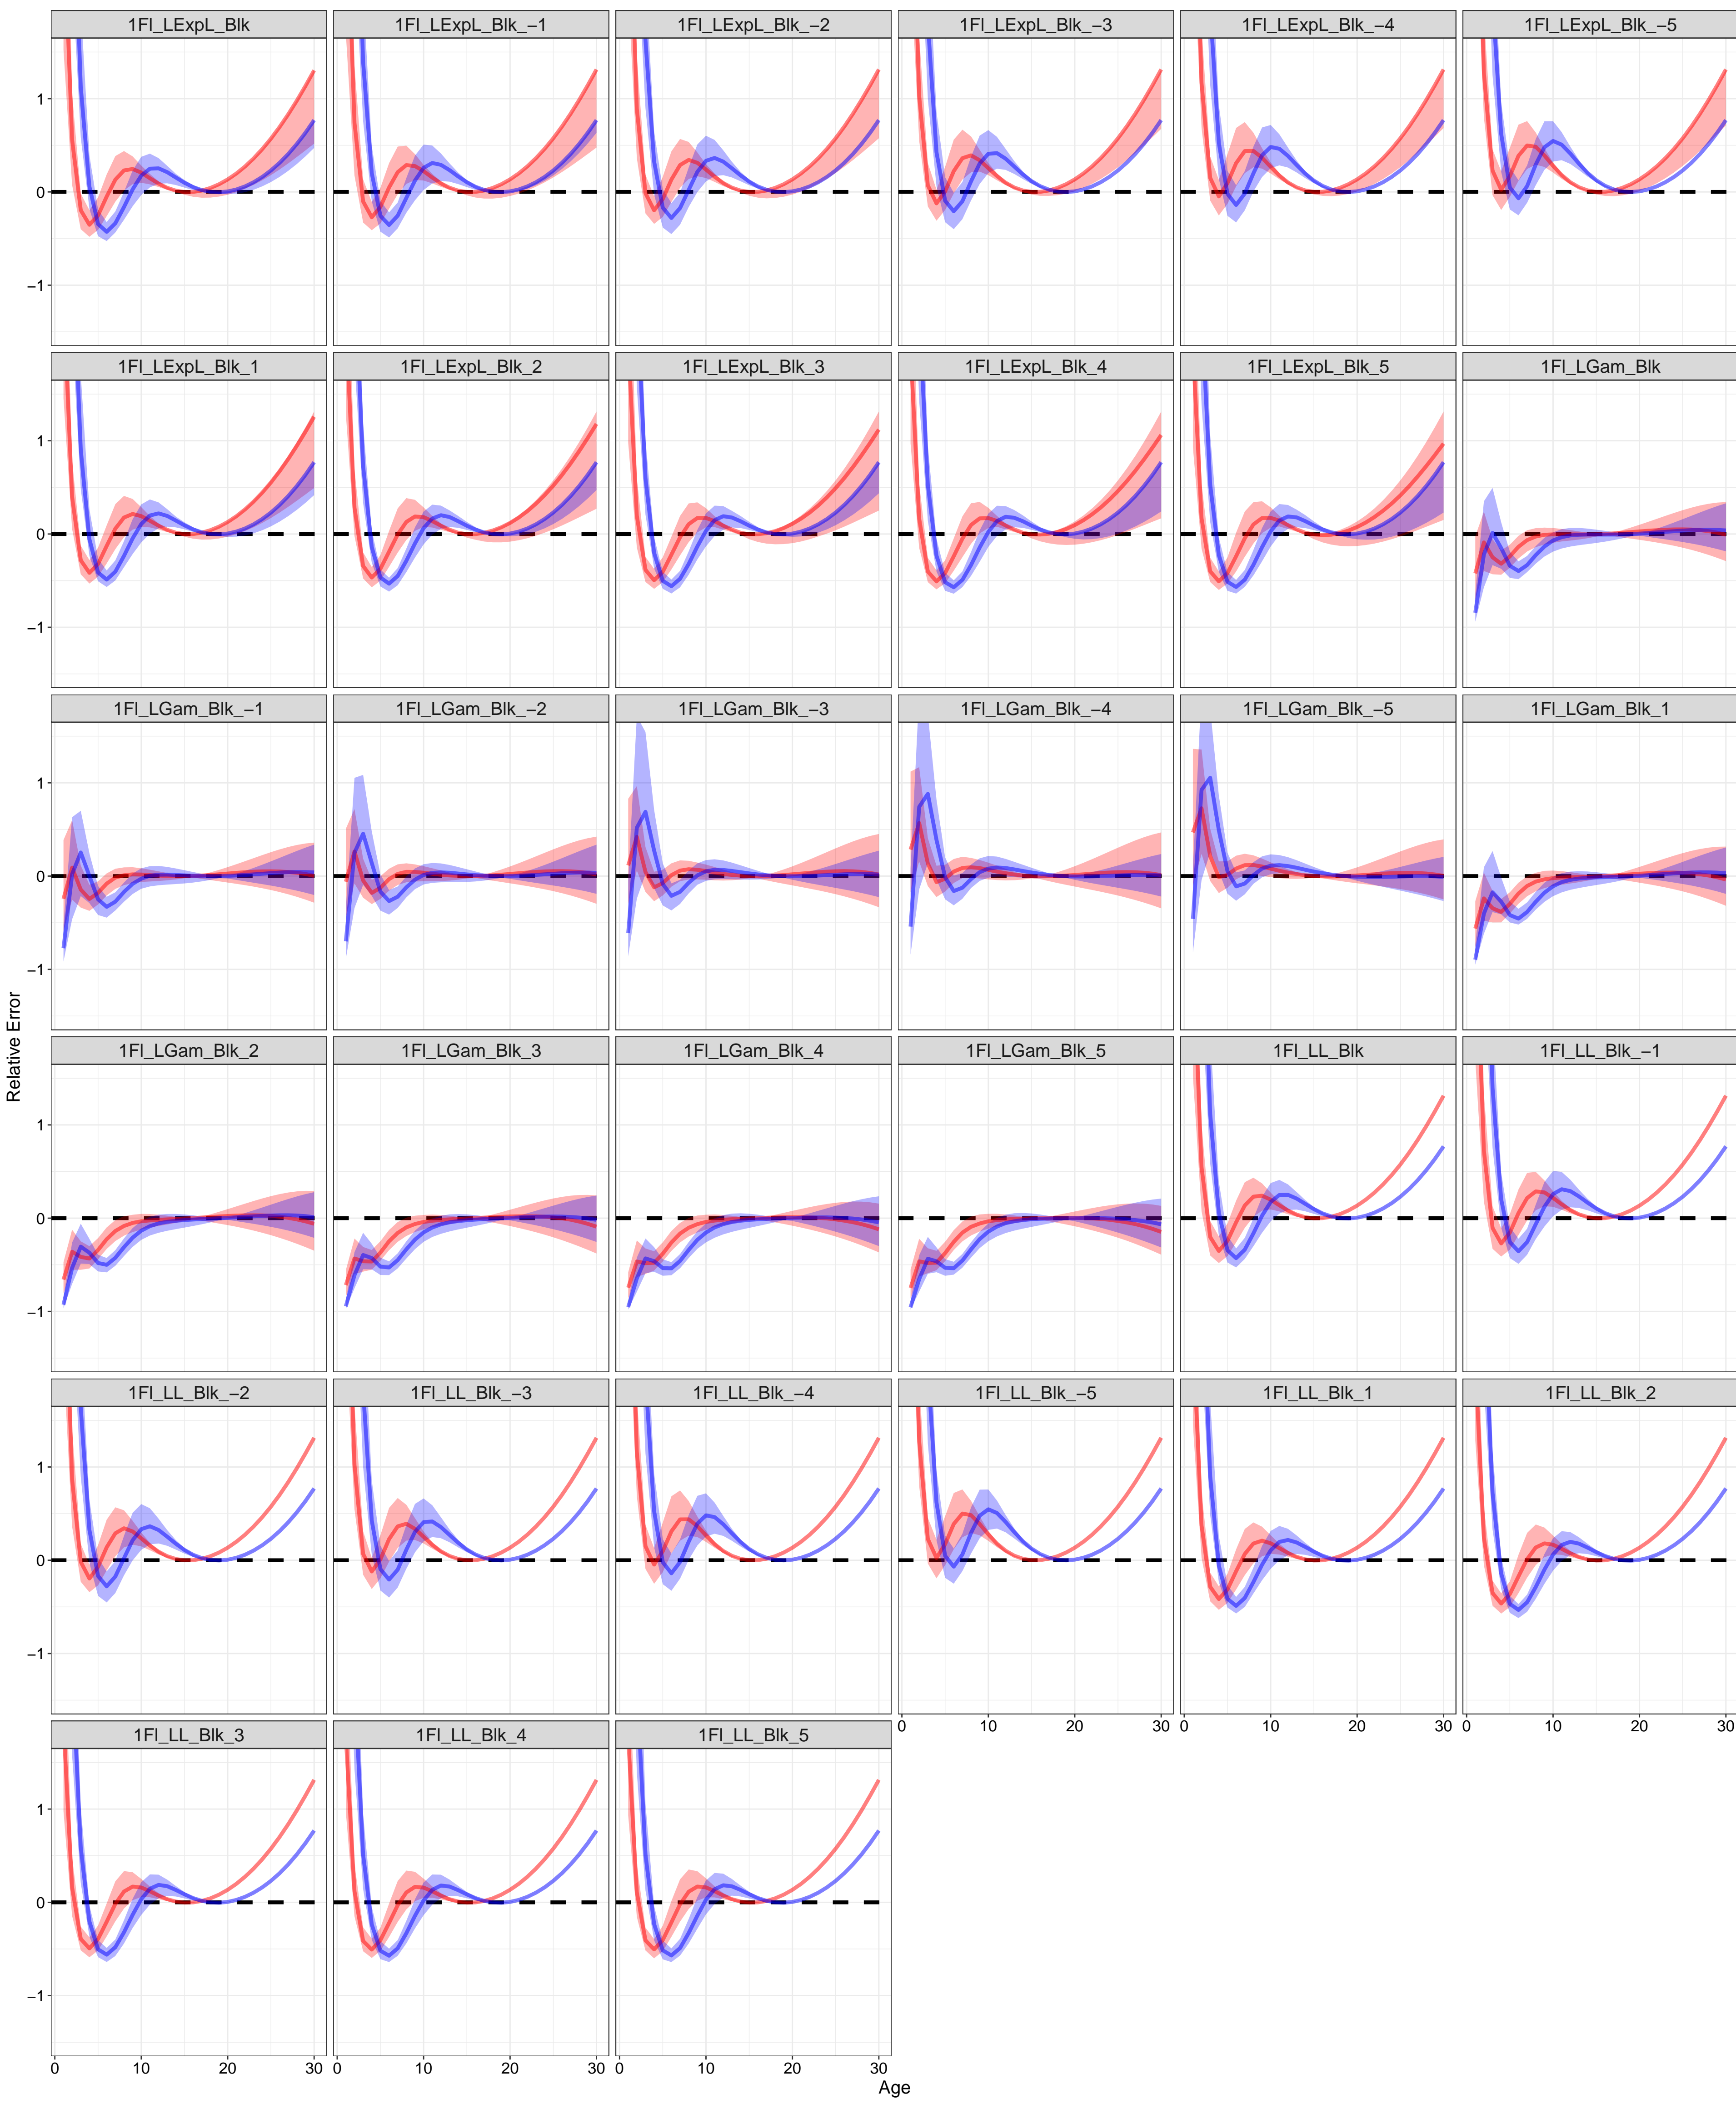 1Fl_LExpL_Blk 1Fl_LExpL_Blk_−1 1Fl_LExpL_Blk_−2 1Fl_LExpL_Blk_−3 1Fl_LExpL_Blk_−4 1Fl_LExpL_Blk_−5
1
0
−1
1Fl_LExpL_Blk_1 1Fl_LExpL_Blk_2 1Fl_LExpL_Blk_3 1Fl_LExpL_Blk_4 1Fl_LExpL_Blk_5 1Fl_LGam_Blk
1
0
−1
1Fl_LGam_Blk_−1 1Fl_LGam_Blk_−2 1Fl_LGam_Blk_−3 1Fl_LGam_Blk_−4 1Fl_LGam_Blk_−5 1Fl_LGam_Blk_1
1
0
−1
Relative Error
1Fl_LGam_Blk_2 1Fl_LGam_Blk_3 1Fl_LGam_Blk_4 1Fl_LGam_Blk_5 1Fl_LL_Blk 1Fl_LL_Blk_−1
1
0
−1
1Fl_LL_Blk_−2 1Fl_LL_Blk_−3 1Fl_LL_Blk_−4 1Fl_LL_Blk_−5 1Fl_LL_Blk_1 1Fl_LL_Blk_2
1
0
−1
0 10 20 30 0 10 20 30 0 10 20 30
1Fl_LL_Blk_3 1Fl_LL_Blk_4 1Fl_LL_Blk_5
1
0
−1
0 10 20 30 0 10 20 30 0 10 20 30
Age